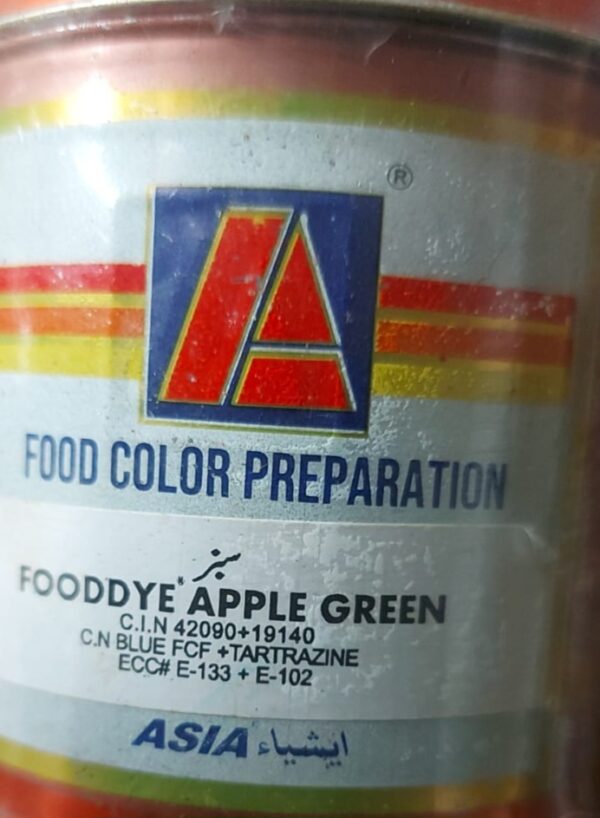 ®
A
FOOD COLOR PREPARATION
سبز
FOODDYE® APPLE GREEN
C.I.N 42090+19140
C.N BLUE FCF +TARTRAZINE
ECC# E-133 + E-102
ASIA ایشیاء